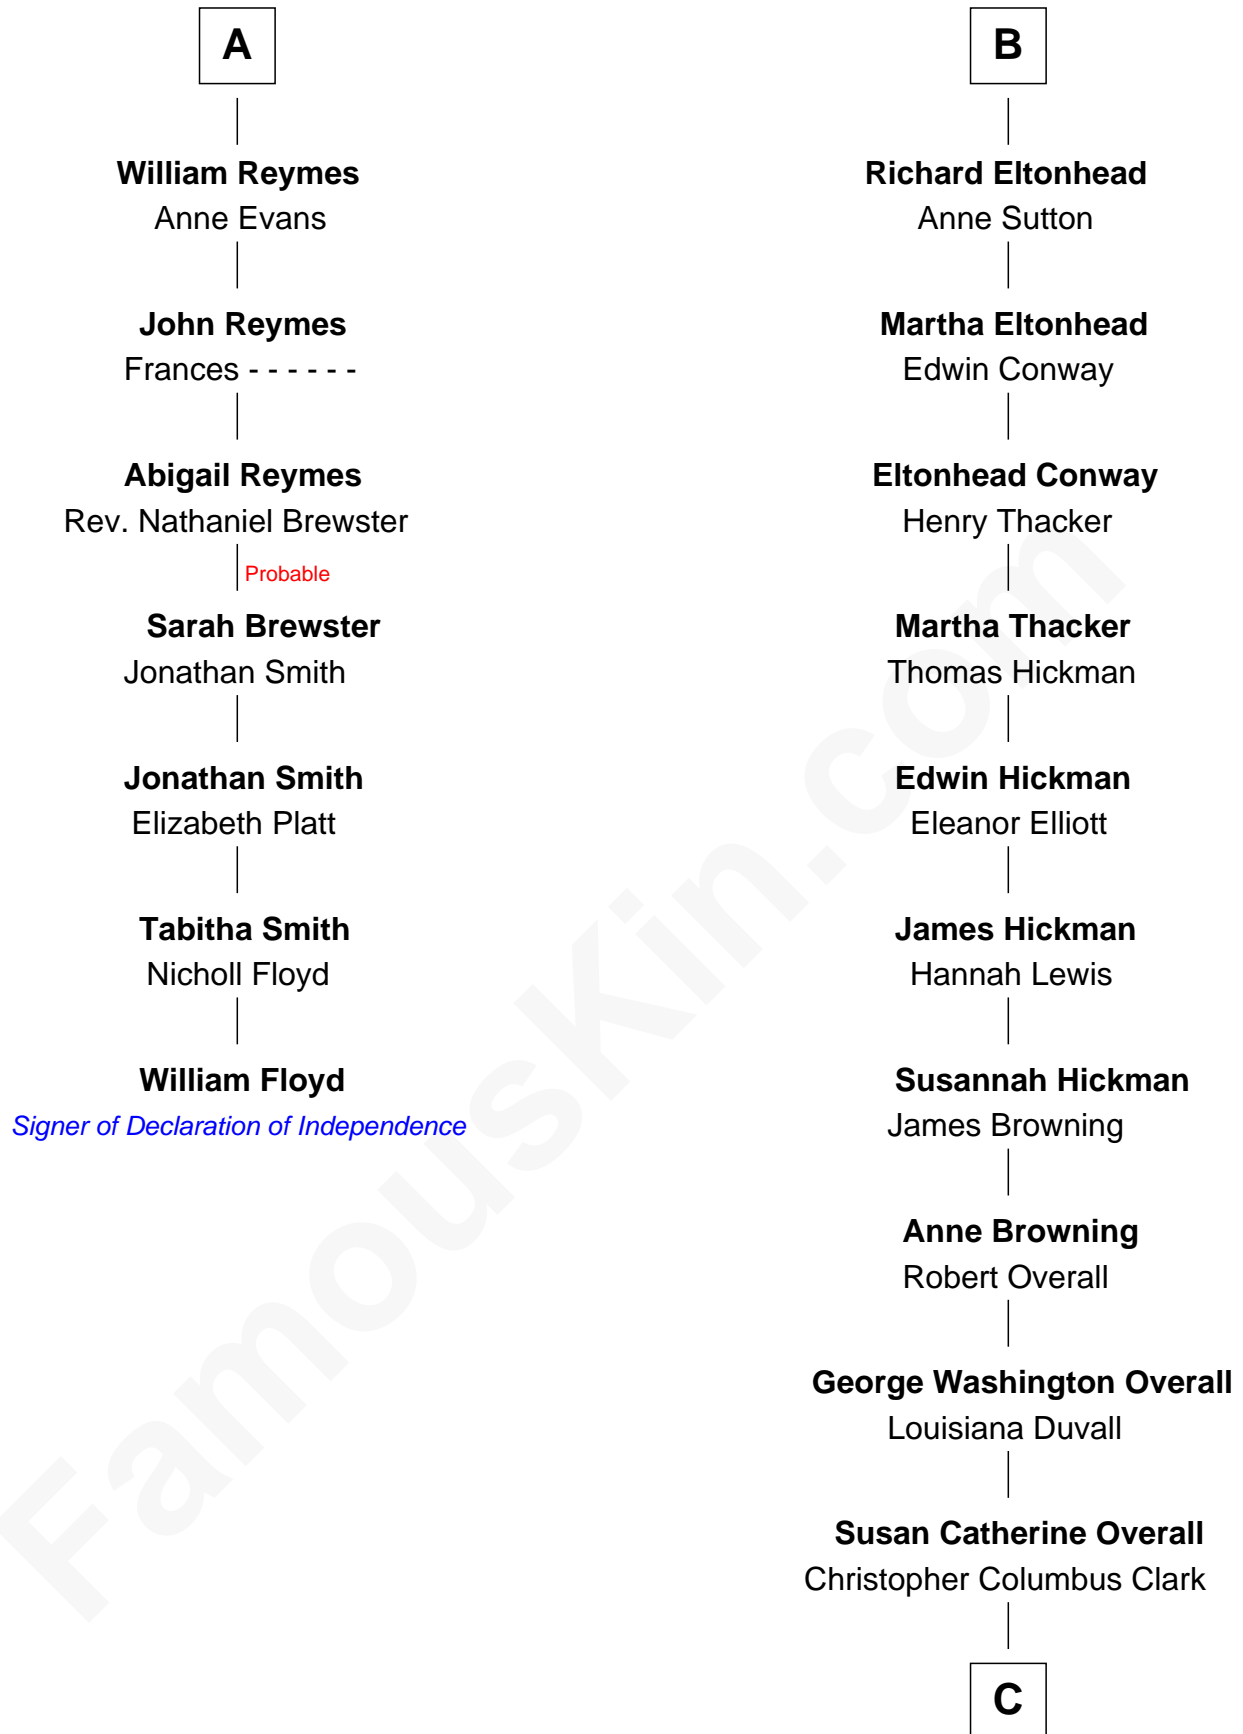 A
William Reymes
Anne Evans
John Reymes
Frances - - - - - -
Abigail Reymes
Rev. Nathaniel Brewster
Probable
Sarah Brewster
Jonathan Smith
Jonathan Smith
Elizabeth Platt
Tabitha Smith
Nicholl Floyd
William Floyd
Signer of Declaration of Independence
B
Richard Eltonhead
Anne Sutton
Martha Eltonhead
Edwin Conway
Eltonhead Conway
Henry Thacker
Martha Thacker
Thomas Hickman
Edwin Hickman
Eleanor Elliott
James Hickman
Hannah Lewis
Susannah Hickman
James Browning
Anne Browning
Robert Overall
George Washington Overall
Louisiana Duvall
Susan Catherine Overall
Christopher Columbus Clark
C
FamousKin.com